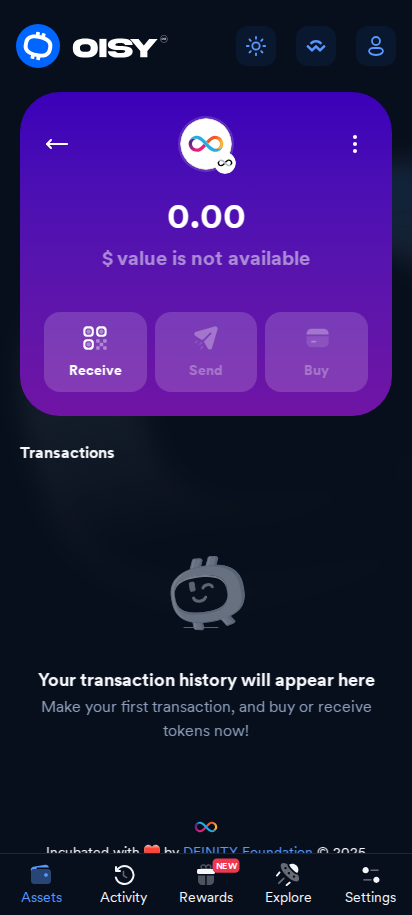 OISY
0.00
$ value is not available
Receive
Send
Buy
Transactions
Your transaction history will appear here
Make your first transaction, and buy or receive
tokens now!
Incubated with ❤️ by DFINITY Foundation © 2025
NEW
Assets
Activity
Rewards
Explore
Settings